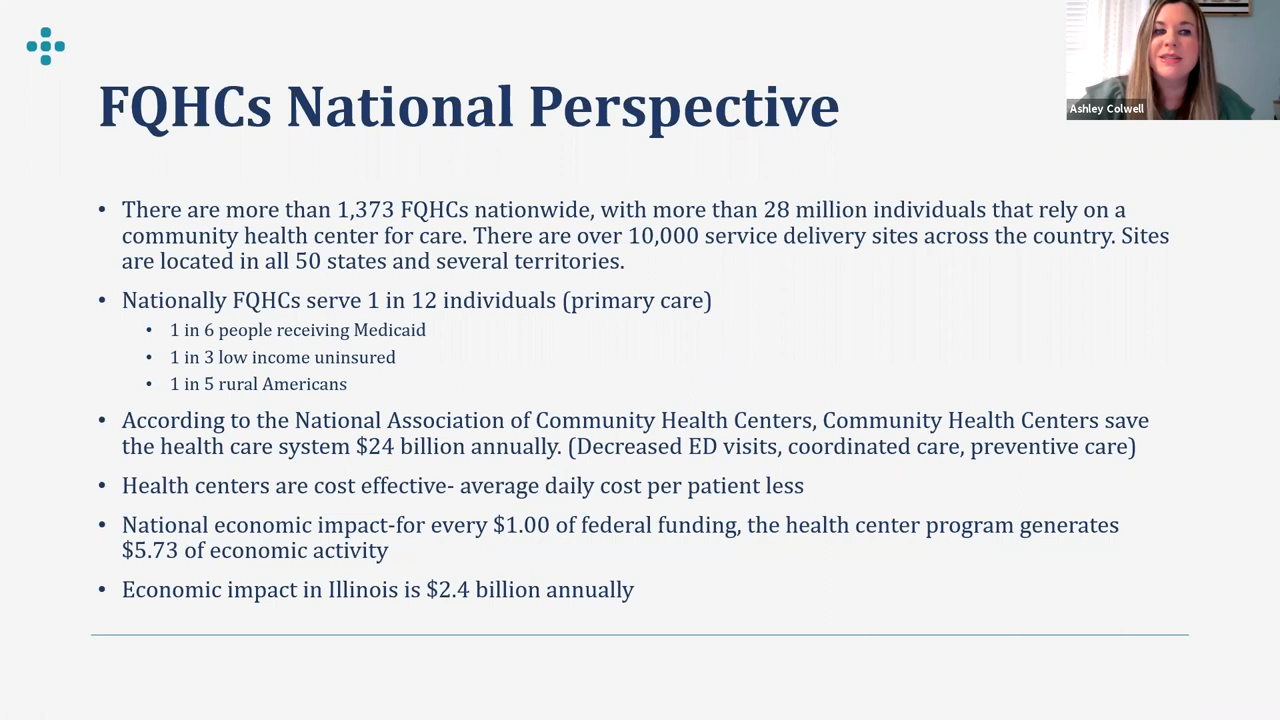 FQHCs National Perspective
Ashley Colwell
• There are more than 1,373 FQHCs nationwide, with more than 28 million individuals that rely on a
community health center for care. There are over 10,000 service delivery sites across the country. Sites
are located in all 50 states and several territories.
• Nationally FQHCs serve 1 in 12 individuals (primary care)
• 1 in 6 people receiving Medicaid
• 1 in 3 low income uninsured
• 1 in 5 rural Americans
• According to the National Association of Community Health Centers, Community Health Centers save
the health care system $24 billion annually. (Decreased ED visits, coordinated care, preventive care)
• Health centers are cost effective- average daily cost per patient less
• National economic impact-for every $1.00 of federal funding, the health center program generates
$5.73 of economic activity
• Economic impact in Illinois is $2.4 billion annually